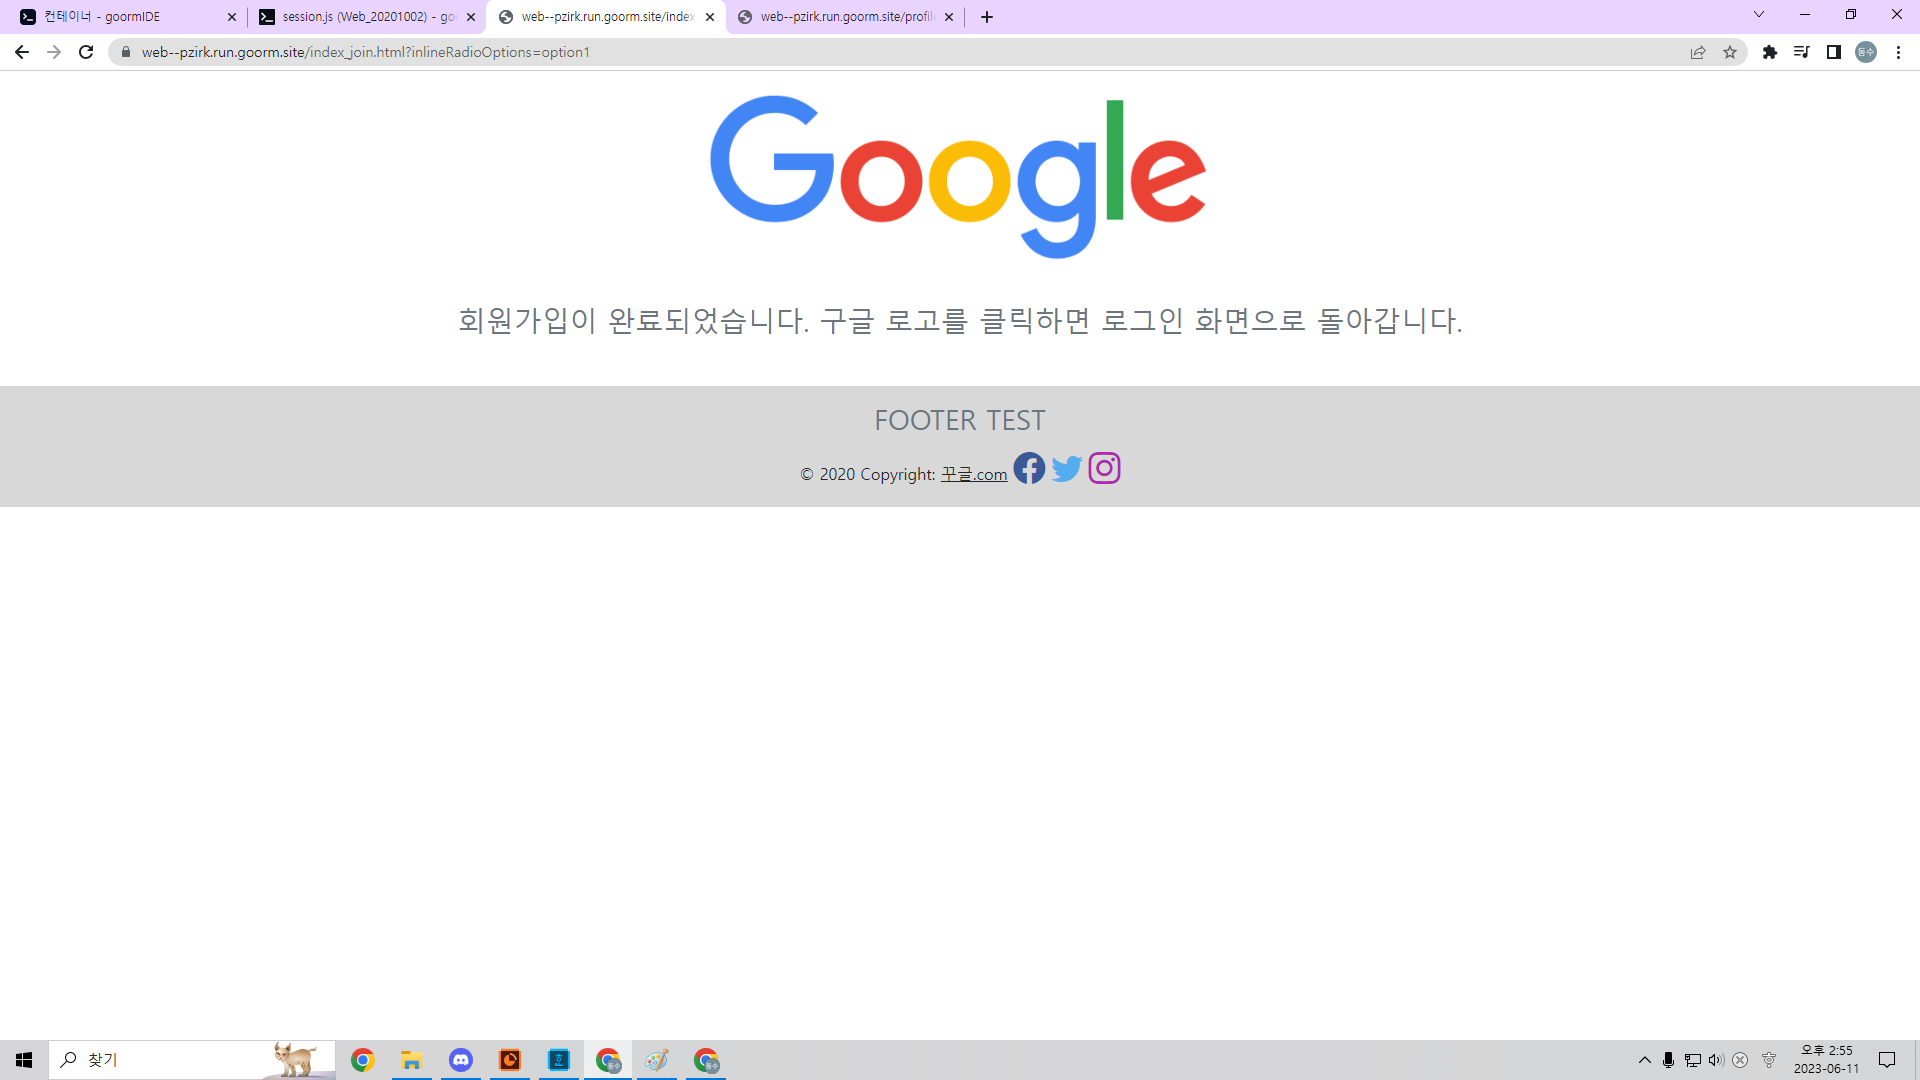 컨테이너 - goormIDE
session.js (Web_20201002) - goo
web--pzirk.run.goorm.site/index
web--pzirk.run.goorm.site/profile
web--pzirk.run.goorm.site/index_join.html?inlineRadioOptions=option1
동수
Google
회원가입이 완료되었습니다. 구글 로고를 클릭하면 로그인 화면으로 돌아갑니다.
FOOTER TEST
© 2020 Copyright: 꾸글.com
찾기
오후 2:55
2023-06-11